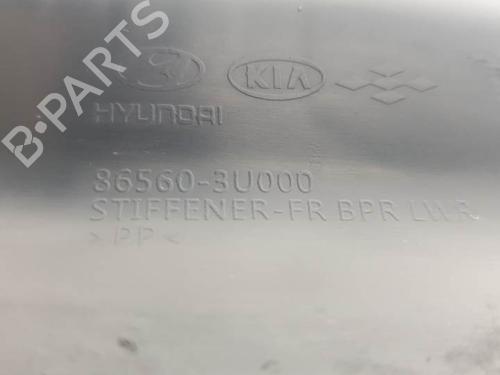 B-PARTS
KIA
HYUNDAI
86560-3U000
STIFFENER-FR BPR LWR
>PP<